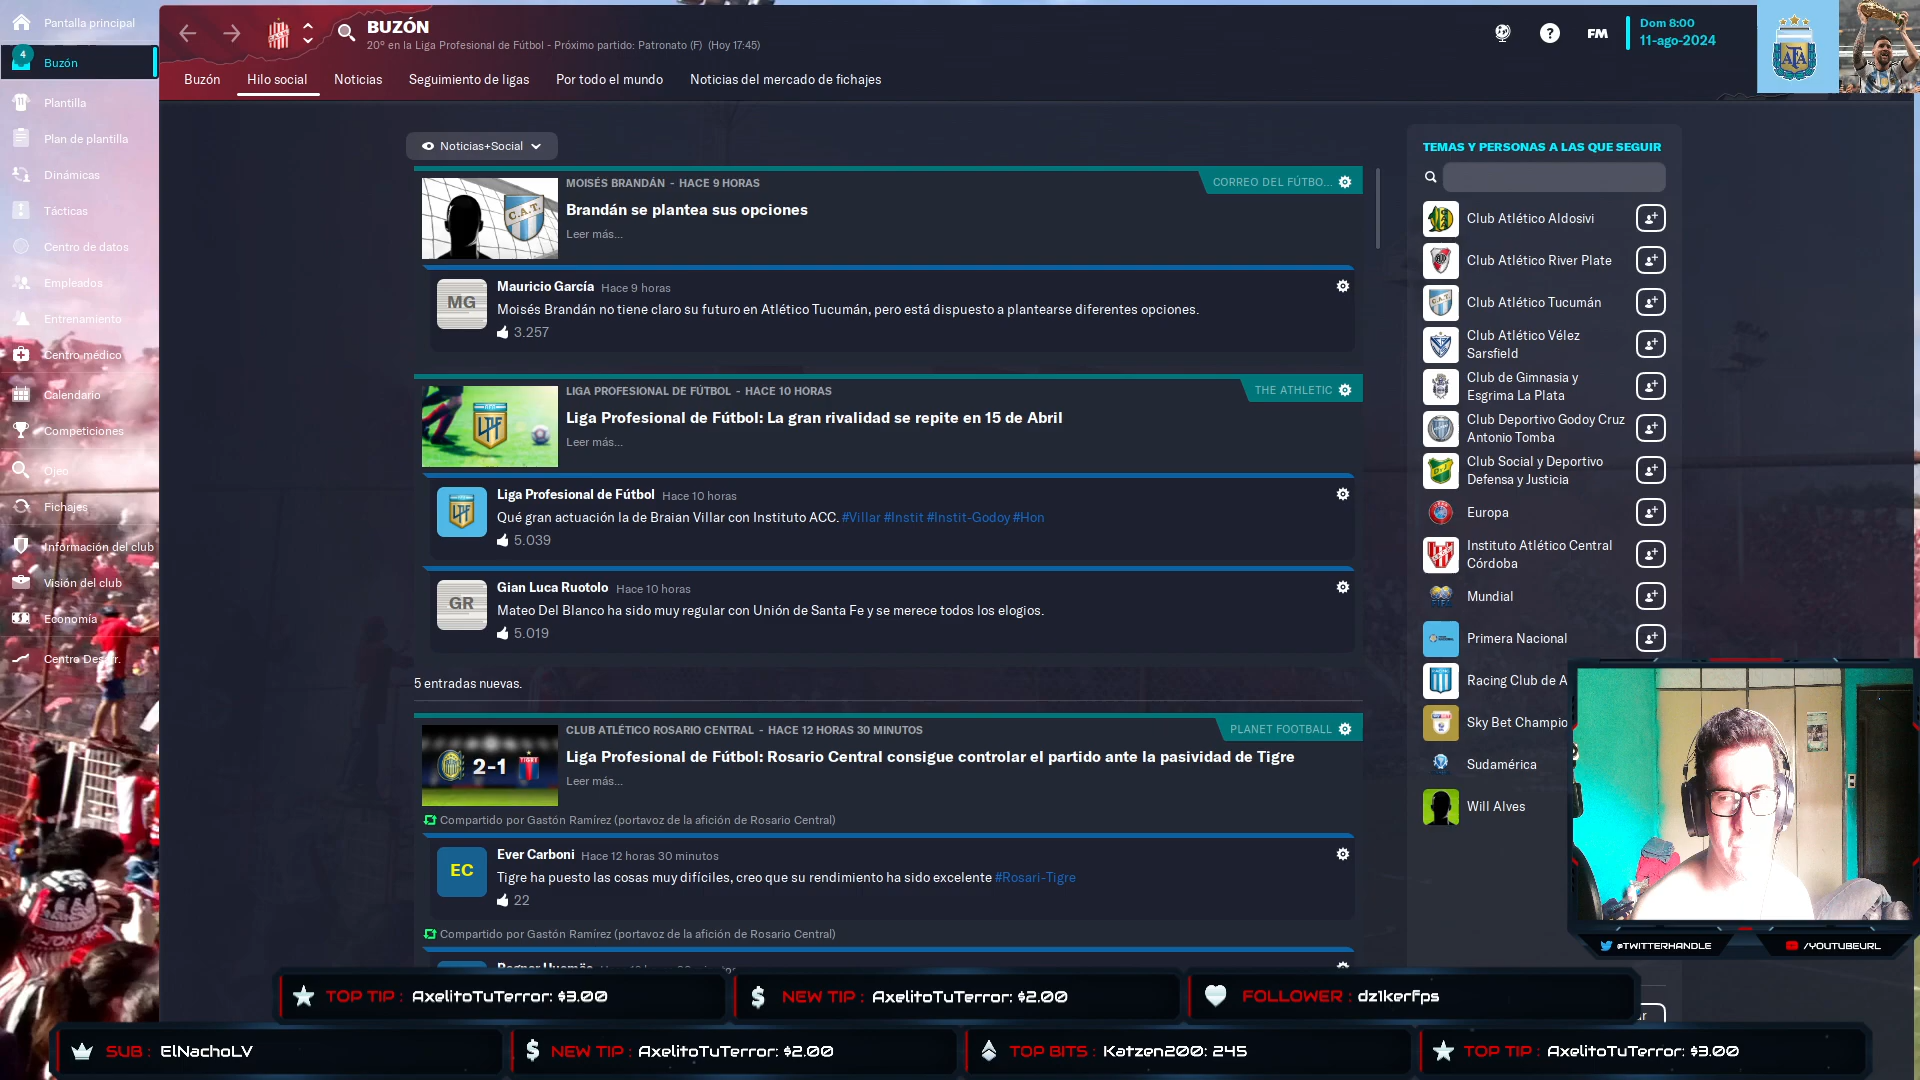 Pantalla principal
4
Buzón
Plantilla
Plan de plantilla
Dinámicas
Tácticas
Centro de datos
Empleados
Entrenamiento
Centro médico
Calendario
Competiciones
Ojeo
Fichajes
Información del club
Visión del club
Economía
Centro Desarr.
BUZÓN
20º en la Liga Profesional de Fútbol - Próximo partido: Patronato (F) (Hoy 17:45)
FM
Dom 8:00
11-ago-2024
Buzón
Hilo social
Noticias
Seguimiento de ligas
Por todo el mundo
Noticias del mercado de fichajes
Noticias+Social
MOISÉS BRANDÁN - HACE 9 HORAS
CORREO DEL FÚTBO...
Brandán se plantea sus opciones
Leer más...
MG
Mauricio García Hace 9 horas
Moisés Brandán no tiene claro su futuro en Atlético Tucumán, pero está dispuesto a plantearse diferentes opciones.
3.257
LIGA PROFESIONAL DE FÚTBOL - HACE 10 HORAS
THE ATHLETIC
Liga Profesional de Fútbol: La gran rivalidad se repite en 15 de Abril
Leer más...
Liga Profesional de Fútbol Hace 10 horas
Qué gran actuación la de Braian Villar con Instituto ACC. #Villar #Instit #Instit-Godoy #Hon
5.039
GR
Gian Luca Ruotolo Hace 10 horas
Mateo Del Blanco ha sido muy regular con Unión de Santa Fe y se merece todos los elogios.
5.019
5 entradas nuevas.
CLUB ATLÉTICO ROSARIO CENTRAL - HACE 12 HORAS 30 MINUTOS
PLANET FOOTBALL
2-1
Liga Profesional de Fútbol: Rosario Central consigue controlar el partido ante la pasividad de Tigre
Leer más...
Compartido por Gastón Ramírez (portavoz de la afición de Rosario Central)
EC
Ever Carboni Hace 12 horas 30 minutos
Tigre ha puesto las cosas muy difíciles, creo que su rendimiento ha sido excelente #Rosari-Tigre
22
Compartido por Gastón Ramírez (portavoz de la afición de Rosario Central)
TEMAS Y PERSONAS A LAS QUE SEGUIR
Club Atlético Aldosivi
Club Atlético River Plate
Club Atlético Tucumán
Club Atlético Vélez
Sarsfield
Club de Gimnasia y
Esgrima La Plata
Club Deportivo Godoy Cruz
Antonio Tomba
Club Social y Deportivo
Defensa y Justicia
Europa
Instituto Atlético Central
Córdoba
Mundial
Primera Nacional
Racing Club de A
Sky Bet Champio
Sudamérica
Will Alves
@TWITTERHANDLE
/YOUTUBEURL
TOP TIP : AxelitoTuTerror: $3.00
NEW TIP : AxelitoTuTerror: $2.00
FOLLOWER : dz1kerfps
SUB : ElNachoLV
NEW TIP : AxelitoTuTerror: $2.00
TOP BITS : Katzen200: 245
TOP TIP : AxelitoTuTerror: $3.00